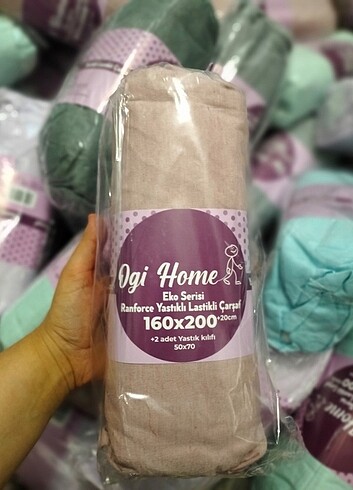 Ogi Home
Eko Serisi
Ranforce Yastıklı Lastikli Çarşaf
160x200 +20cm
+2 adet Yastık kılıfı
50x70